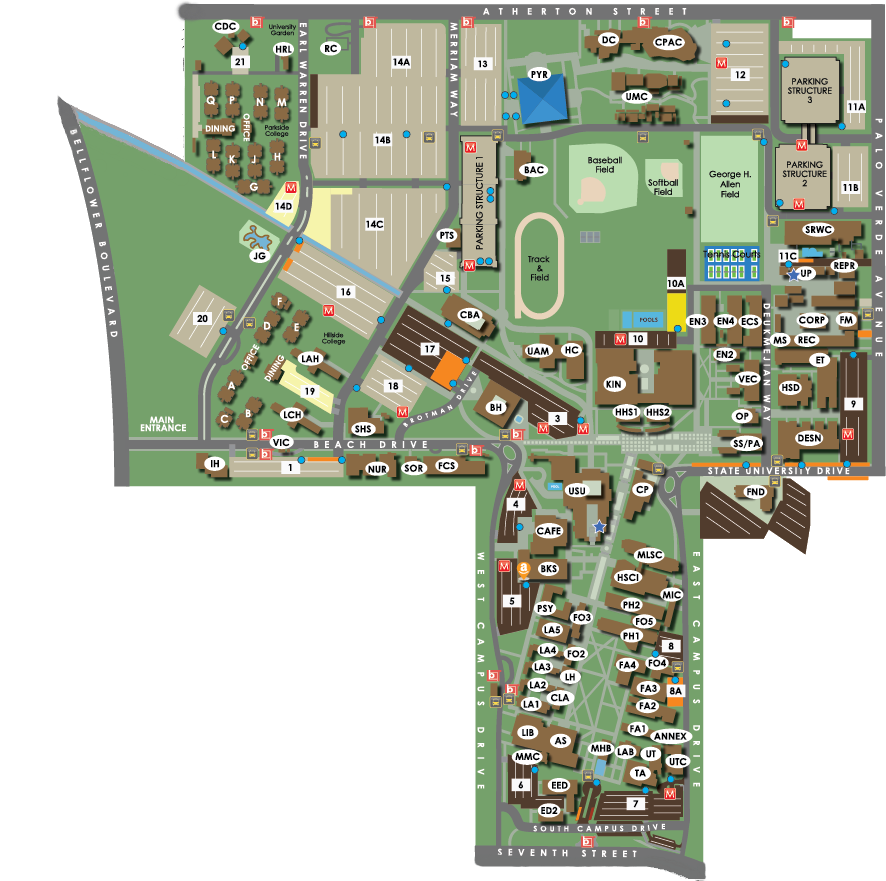 ATHERTON STREET
CDC
b
University
Garden
HRL
21
EARL WARREN DRIVE
RC
b
14A
MERRIAM WAY
b
13
PYR
DC
b
CPAC
M
UMC
12
b
PARKING
STRUCTURE
3
11A
Q
P
N
M
DINING
OFFICE
Parkside
College
L
K
J
H
G
M
14D
14B
14C
M
PARKING STRUCTURE 1
M
BAC
Baseball
Field
Softball
Field
George H.
Allen
Field
M
PARKING
STRUCTURE
2
M
11B
PALO VERDE AVENUE
BELLFLOWER BOULEVARD
JG
PTS
15
Track
&
Field
Tennis Courts
10A
SRWC
11C
UP
REPR
16
M
20
F
D
E
OFFICE
DINING
Hillside
College
LAH
A
B
C
19
LCH
CBA
17
18
M
BROTMAN DRIVE
UAM
HC
POOLS
M
10
EN3
EN4
ECS
EN2
DEUKMEJIAN WAY
CORP
FM
MS
REC
ET
KIN
VEC
HSD
9
M
HHS1
HHS2
OP
DESN
SS/PA
BH
3
M
M
SHS
MAIN
ENTRANCE
b
VIC
b
BEACH DRIVE
b
b
IH
1
NUR
SOR
FCS
STATE UNIVERSITY DRIVE
FND
M
4
POOL
USU
CP
CAFE
M
a
BKS
5
WEST CAMPUS DRIVE
EAST CAMPUS DRIVE
MLSC
HSCI
MIC
PSY
FO3
PH2
FO5
LA5
PH1
8
LA4
FO2
FA4
FO4
LA3
LH
b
b
LA2
CLA
FA3
8A
LA1
FA2
LIB
AS
FA1
ANNEX
MHB
LAB
UT
MMC
UTC
TA
6
EED
M
7
ED2
SOUTH CAMPUS DRIVE
b
SEVENTH STREET